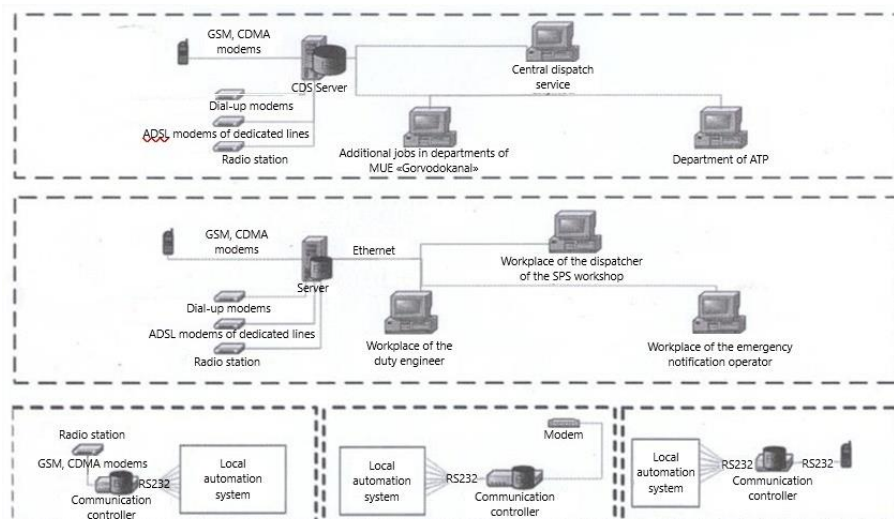 GSM, CDMA
modems
CDS Server
Central dispatch
service
Dial-up modems
ADSL modems of dedicated lines
Radio station
Additional jobs in departments of
MUE «Gorvodokanal»
Department of ATP
GSM, CDMA
modems
Ethernet
Server
Workplace of the dispatcher
of the SPS workshop
Dial-up modems
ADSL modems of dedicated lines
Radio station
Workplace of the
duty engineer
Workplace of the emergency
notification operator
Radio station
GSM, CDMA modems
RS232
Communication
controller
Local
automation
system
Local
automation
system
RS232
Modem
Communication
controller
Local
automation
system
RS232
Communication
controller
RS232